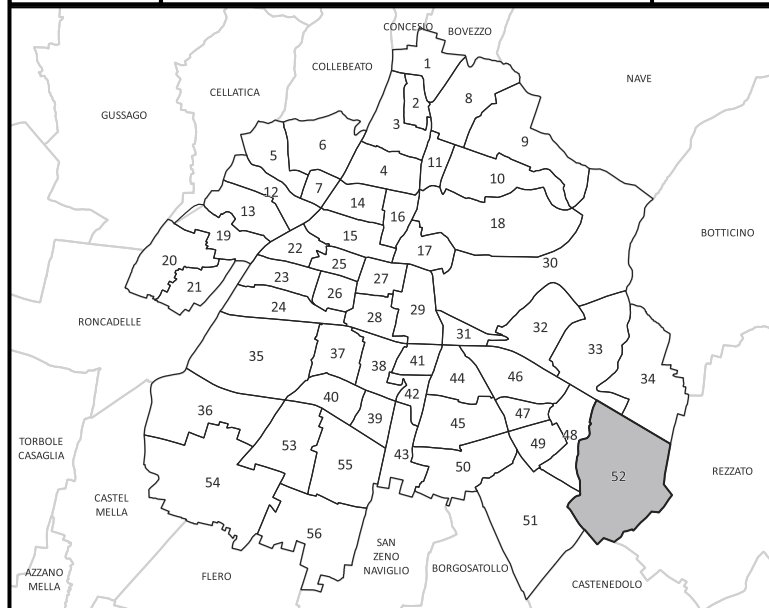 CONCESIO
BOVEZZO
1
COLLEBEATO
NAVE
CELLATICA
2
8
GUSSAGO
3
9
6
5
11
4
10
7
12
14
13
16
18
BOTTICINO
19
15
22
17
20
25
30
23
27
21
26
24
29
28
RONCADELLE
31
32
33
35
37
41
38
44
46
34
42
40
36
47
39
45
48
53
49
TORBOLE
CASAGLIA
43
55
50
REZZATO
52
54
CASTEL
MELLA
51
56
SAN
ZENO
NAVIGLIO
AZZANO
MELLA
FLERO
BORGOSATOLLO
CASTENEDOLO